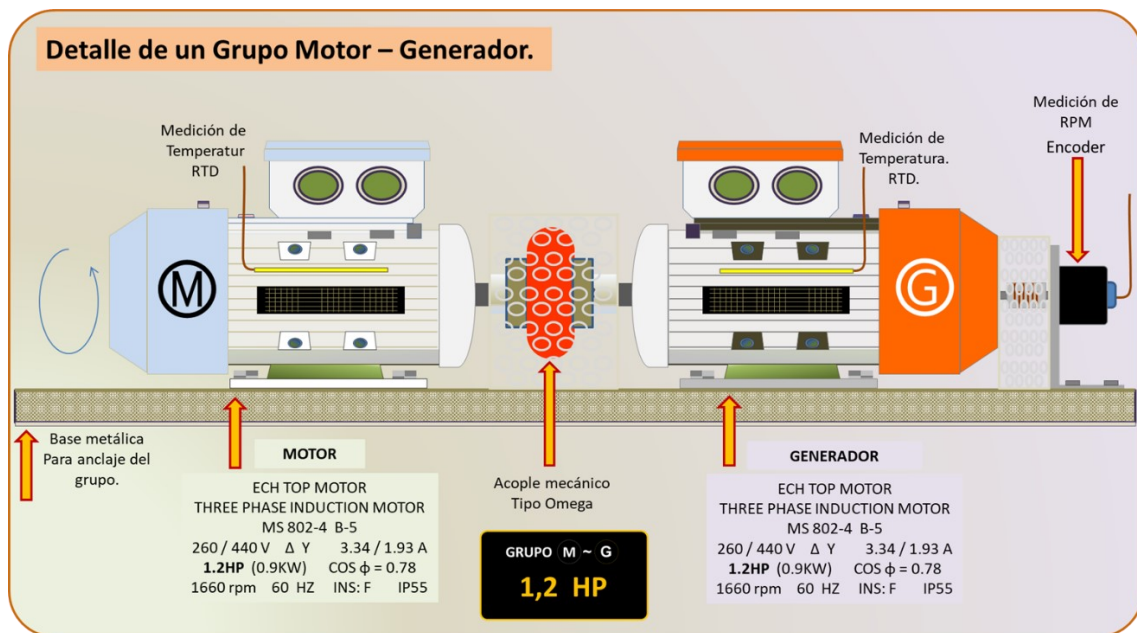 Detalle de un Grupo Motor – Generador.
Medición de
Temperatur
RTD
Medición de
Temperatura.
RTD.
Medición de
RPM
Encoder
M
G
Base metálica
Para anclaje del
grupo.
MOTOR
ECH TOP MOTOR
THREE PHASE INDUCTION MOTOR
MS 802-4 B-5
260 / 440 V Δ Y 3.34 / 1.93 A
1.2HP (0.9KW) COS ϕ = 0.78
1660 rpm 60 HZ INS: F IP55
Acople mecánico
Tipo Omega
GRUPO M ~ G
1,2 HP
GENERADOR
ECH TOP MOTOR
THREE PHASE INDUCTION MOTOR
MS 802-4 B-5
260 / 440 V Δ Y 3.34 / 1.93 A
1.2HP (0.9KW) COS ϕ = 0.78
1660 rpm 60 HZ INS: F IP55